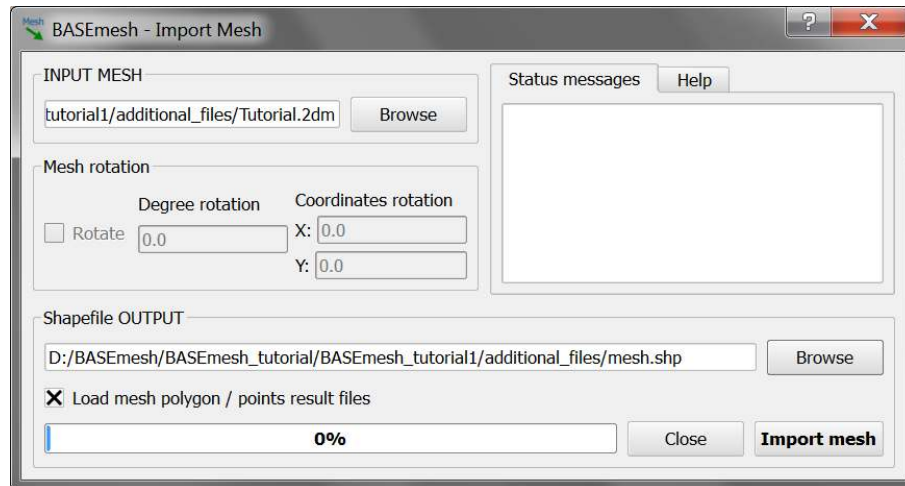 Mesh
BASEmesh - Import Mesh
?
X
INPUT MESH
tutorial1/additional_files/Tutorial.2dm
Browse
Status messages
Help
Mesh rotation
Rotate
Degree rotation
0.0
Coordinates rotation
X: 0.0
Y: 0.0
Shapefile OUTPUT
D:/BASEmesh/BASEmesh_tutorial/BASEmesh_tutorial1/additional_files/mesh.shp
Browse
Load mesh polygon / points result files
0%
Close
Import mesh